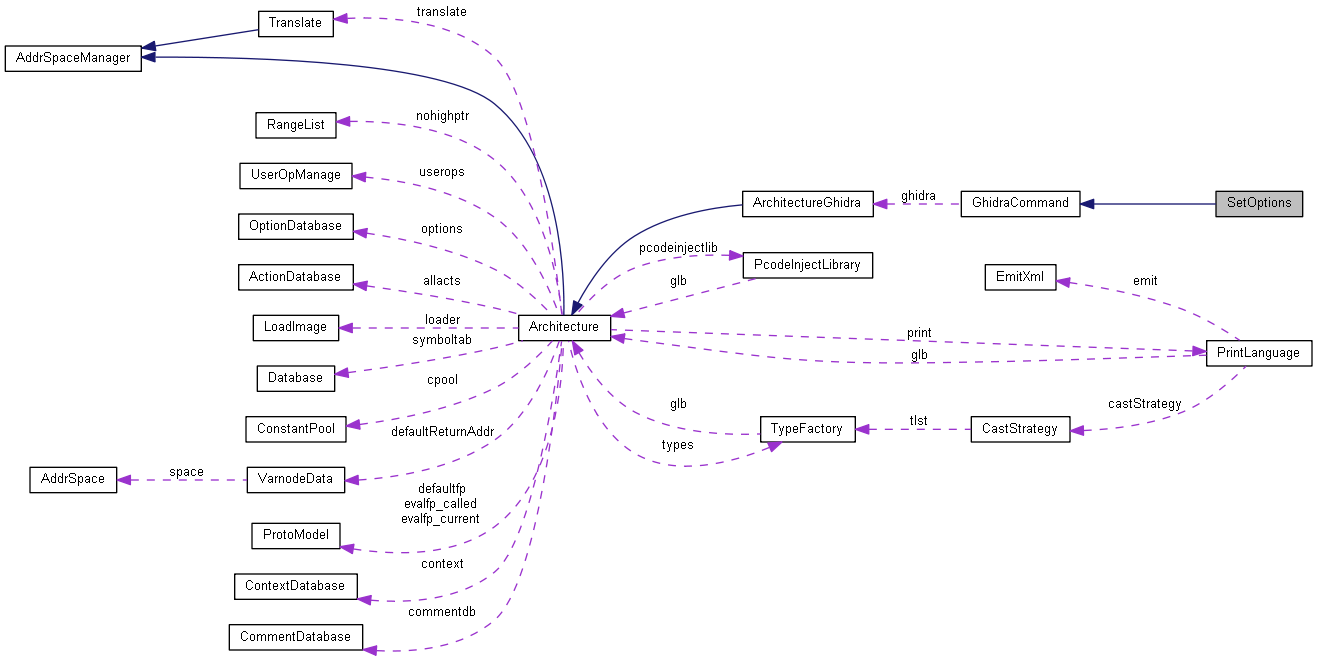 translate
Translate
AddrSpaceManager
nohighptr
RangeList
userops
UserOpManage
ghidra
ArchitectureGhidra
GhidraCommand
SetOptions
options
OptionDatabase
pcodeinjectlib
PcodeInjectLibrary
allacts
ActionDatabase
glb
EmitXml
emit
loader
LoadImage
Architecture
symboltab
print
glb
PrintLanguage
Database
cpool
glb
castStrategy
ConstantPool
defaultReturnAddr
tlst
TypeFactory
CastStrategy
types
space
AddrSpace
VarnodeData
defaultfp
evalfp_called
evalfp_current
ProtoModel
context
ContextDatabase
commentdb
CommentDatabase